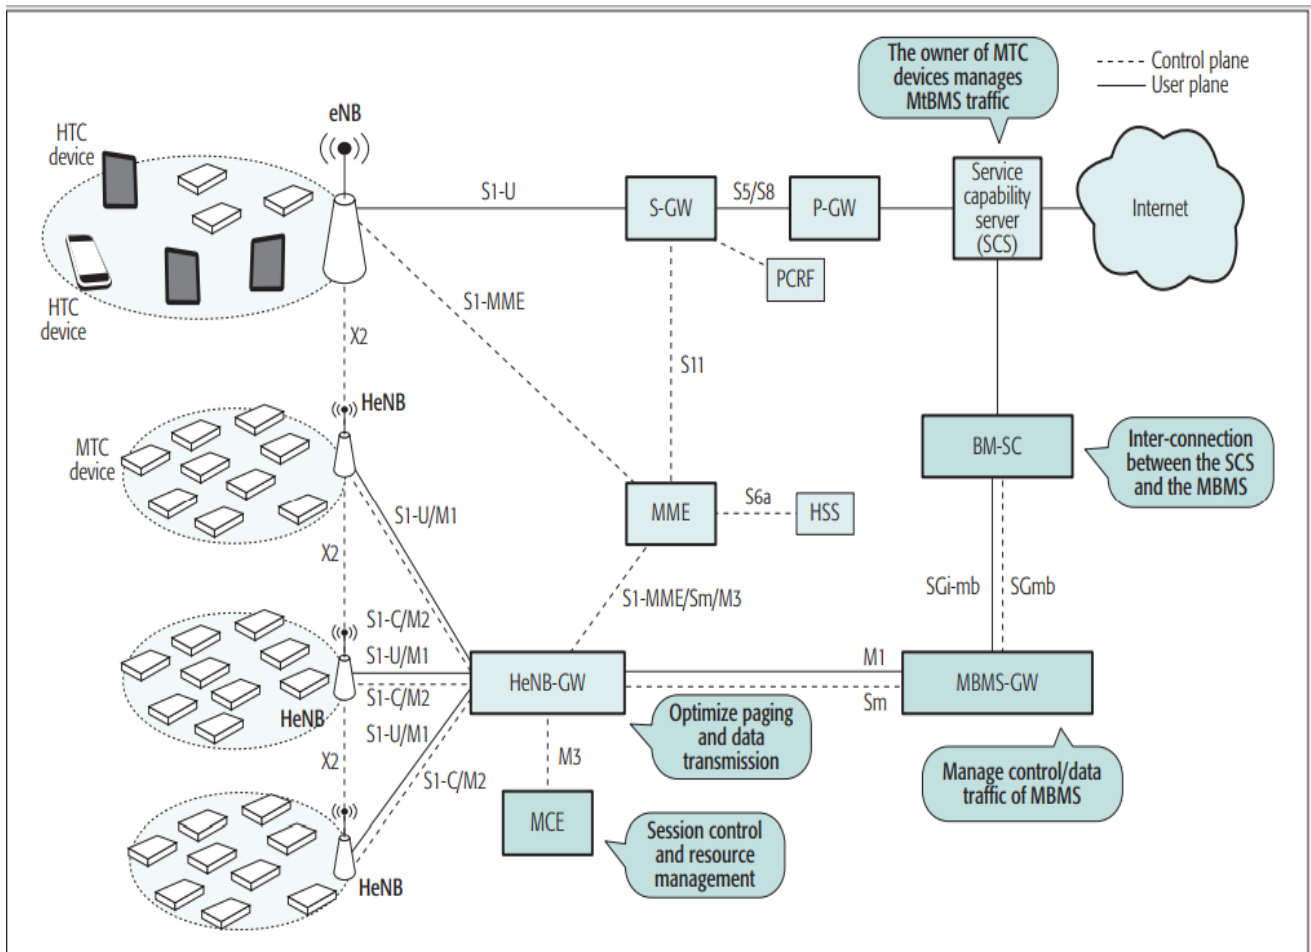 The owner of MTC
devices manages
MtBMS traffic
Control plane
User plane
eNB
HTC
device
S1-U
S-GW
S5/S8
P-GW
Service
capability
server
(SCS)
Internet
PCRF
HTC
device
S1-MME
X2
S11
HeNB
MTC
device
BM-SC
Inter-connection
between the SCS
and the MBMS
S1-U/M1
MME
S6a
HSS
X2
S1-MME/Sm/M3
SGi-mb
SGmb
S1-C/M2
S1-U/M1
HeNB-GW
M1
MBMS-GW
S1-C/M2
Sm
HeNB
Optimize paging
and data
transmission
S1-U/M1
X2
S1-C/M2
M3
Manage control/data
traffic of MBMS
MCE
Session control
and resource
management
HeNB